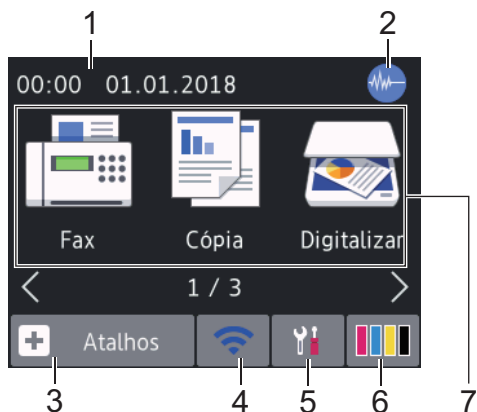 1 2
00:00 01.01.2018
Fax Cópia Digitalizar
1 / 3
Atalhos
3 4 5 6 7